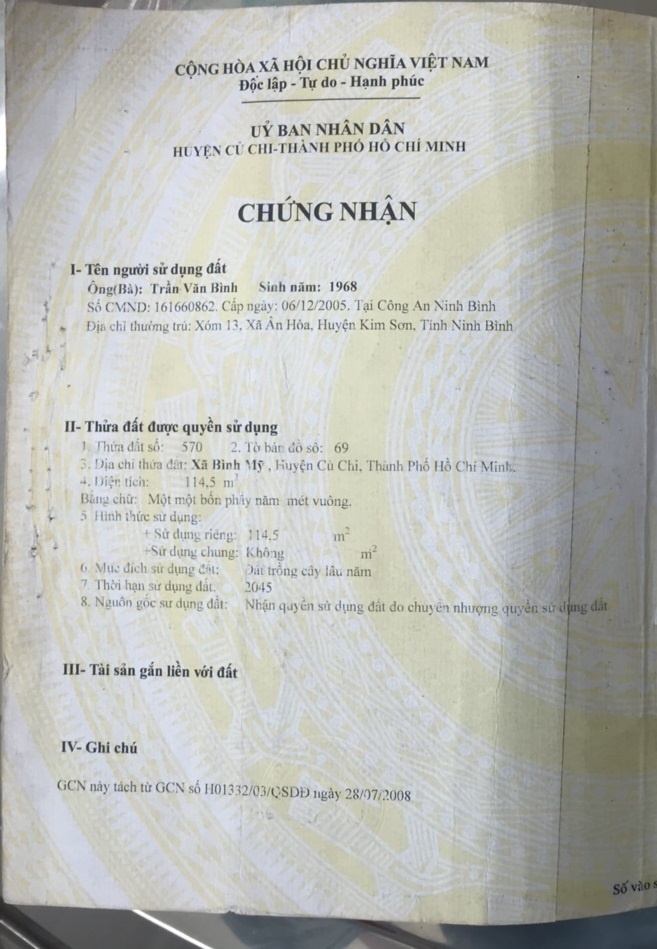 CỘNG HÒA XÃ HỘI CHỦ NGHĨA VIỆT NAM
Độc lập - Tự do - Hạnh phúc
UỶ BAN NHÂN DÂN
HUYỆN CỦ CHI-THÀNH PHỐ HỒ CHÍ MINH
CHỨNG NHẬN
I- Tên người sử dụng đất
Ông(Bà): Trần Văn Bình Sinh năm: 1968
Số CMND: 161660862. Cấp ngày: 06/12/2005. Tại Công An Ninh Bình
Địa chỉ thường trú: Xóm 13, Xã Ân Hòa, Huyện Kim Sơn, Tỉnh Ninh Bình
II- Thửa đất được quyền sử dụng
1. Thửa đất số: 570 2. Tờ bản đồ số: 69
3. Địa chỉ thửa đất: Xã Bình Mỹ , Huyện Củ Chi, Thành Phố Hồ Chí Minh.
4. Diện tích: 114,5 m²
Bằng chữ: Một một bốn phảy năm mét vuông.
5. Hình thức sử dụng:
+ Sử dụng riêng: 114,5 m²
+Sử dụng chung: Không m²
6. Mục đích sử dụng đất: Đất trồng cây lâu năm
7. Thời hạn sử dụng đất: 2045
8. Nguồn gốc sử dụng đất: Nhận quyền sử dụng đất do chuyển nhượng quyền sử dụng đất
III- Tài sản gắn liền với đất
IV- Ghi chú
GCN này tách từ GCN số H01332/03/QSDĐ ngày 28/07/2008
Số vào s